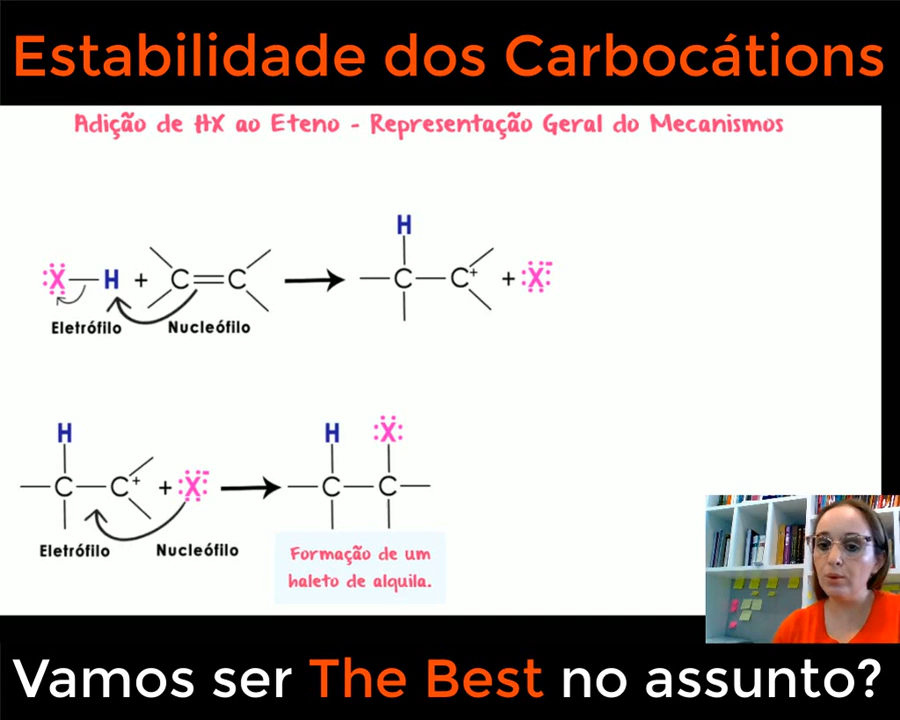 Estabilidade dos Carbocátions
Adição de HX ao Eteno - Representação Geral do Mecanismos
H
:Ẍ—H + C=C → —C—C⁺ + :Ẍ:⁻
Eletrófilo Nucleófilo
H H :Ẍ:
—C—C⁺ + :Ẍ:⁻ → —C—C—
Eletrófilo Nucleófilo
Formação de um
haleto de alquila.
Vamos ser The Best no assunto?